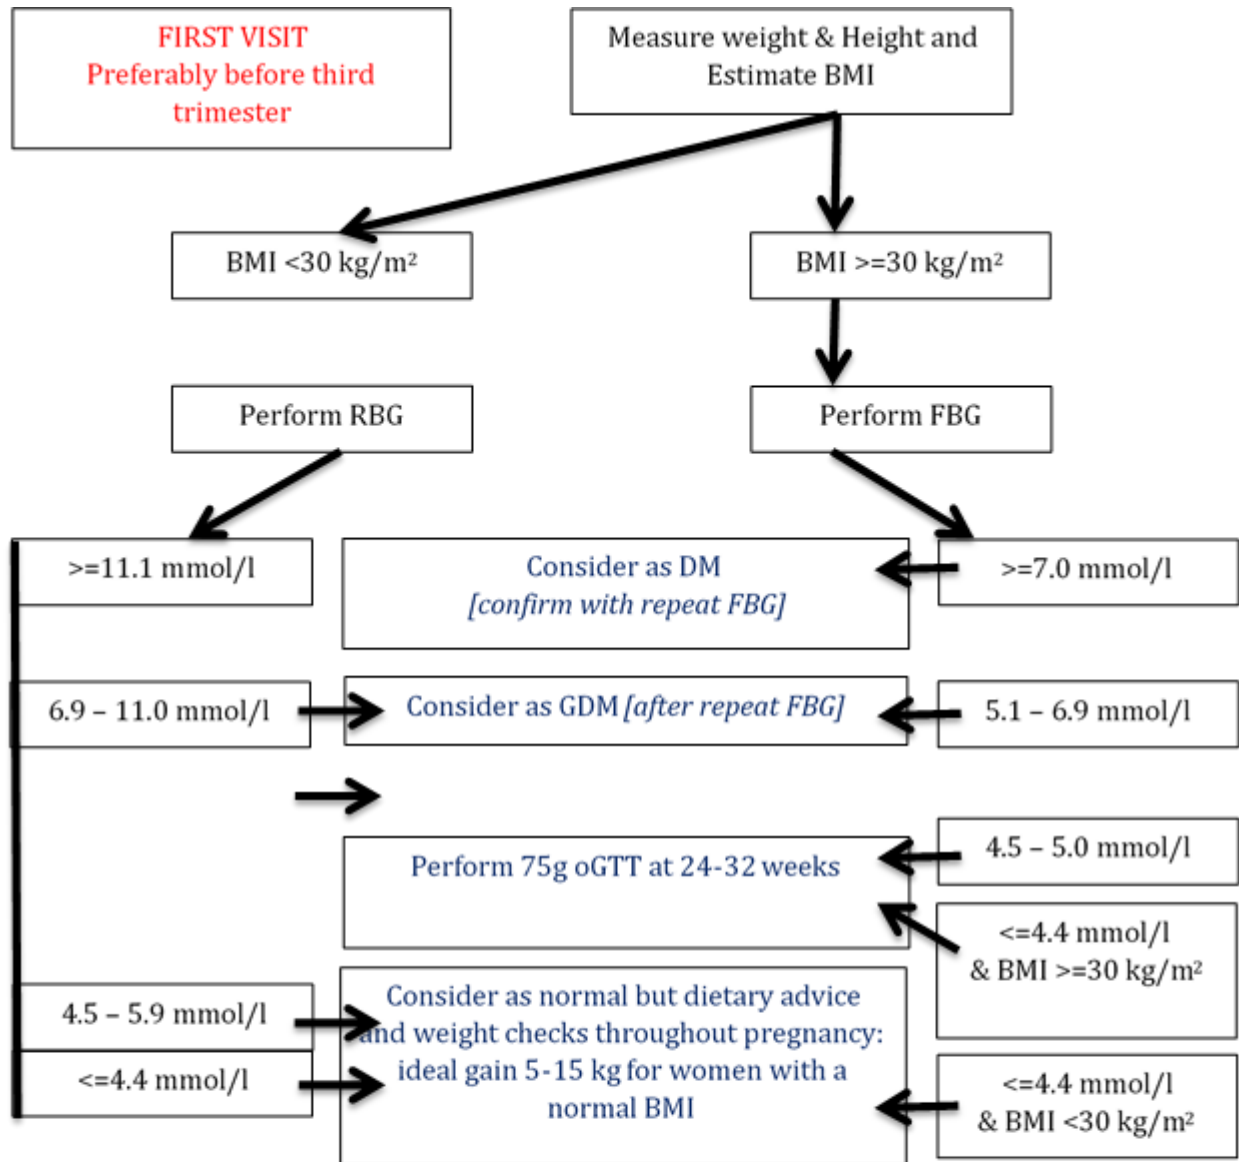 FIRST VISIT
Preferably before third
trimester
Measure weight & Height and
Estimate BMI
BMI <30 kg/m²
BMI >=30 kg/m²
Perform RBG
Perform FBG
>=11.1 mmol/l
Consider as DM
[confirm with repeat FBG]
>=7.0 mmol/l
6.9 – 11.0 mmol/l
Consider as GDM [after repeat FBG]
5.1 – 6.9 mmol/l
Perform 75g oGTT at 24-32 weeks
4.5 – 5.0 mmol/l
<=4.4 mmol/l
& BMI >=30 kg/m²
4.5 – 5.9 mmol/l
<=4.4 mmol/l
Consider as normal but dietary advice
and weight checks throughout pregnancy:
ideal gain 5-15 kg for women with a
normal BMI
<=4.4 mmol/l
& BMI <30 kg/m²